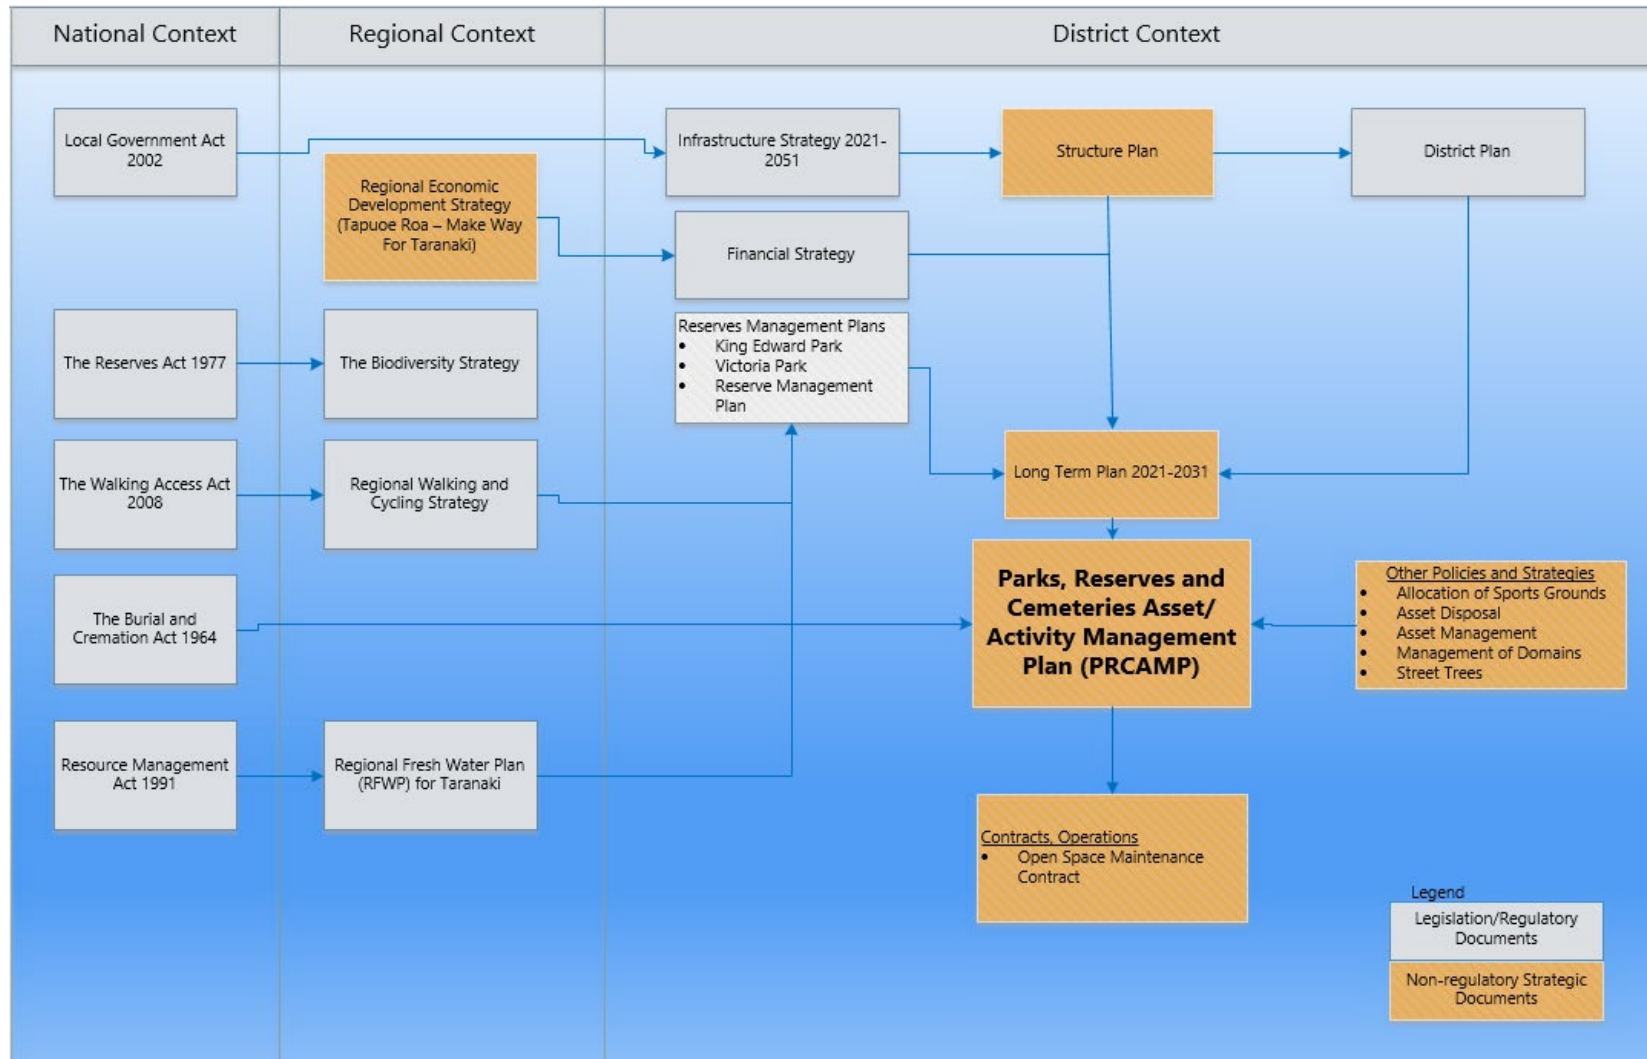 National Context
Regional Context
District Context
Local Government Act
2002
Regional Economic
Development Strategy
(Tapuoe Roa – Make Way
For Taranaki)
Infrastructure Strategy 2021-
2051
Structure Plan
District Plan
Financial Strategy
The Reserves Act 1977
The Biodiversity Strategy
Reserves Management Plans
• King Edward Park
• Victoria Park
• Reserve Management
Plan
The Walking Access Act
2008
Regional Walking and
Cycling Strategy
Long Term Plan 2021-2031
The Burial and
Cremation Act 1964
Parks, Reserves and
Cemeteries Asset/
Activity Management
Plan (PRCAMP)
Other Policies and Strategies
• Allocation of Sports Grounds
• Asset Disposal
• Asset Management
• Management of Domains
• Street Trees
Resource Management
Act 1991
Regional Fresh Water Plan
(RFWP) for Taranaki
Contracts, Operations
• Open Space Maintenance
Contract
Legend
Legislation/Regulatory
Documents
Non-regulatory Strategic
Documents